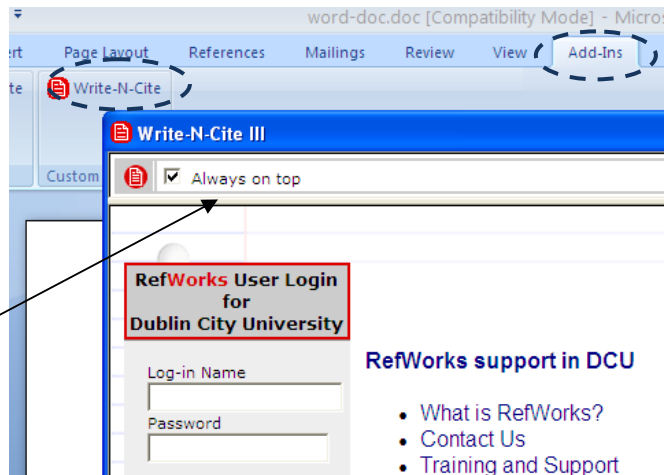 word-doc.doc [Compatibility Mode] - Micros
ert Page Layout References Mailings Review View Add-Ins
te Write-N-Cite
Custom
Write-N-Cite III
Always on top
RefWorks User Login
for
Dublin City University
Log-in Name
Password
RefWorks support in DCU
• What is RefWorks?
• Contact Us
• Training and Support